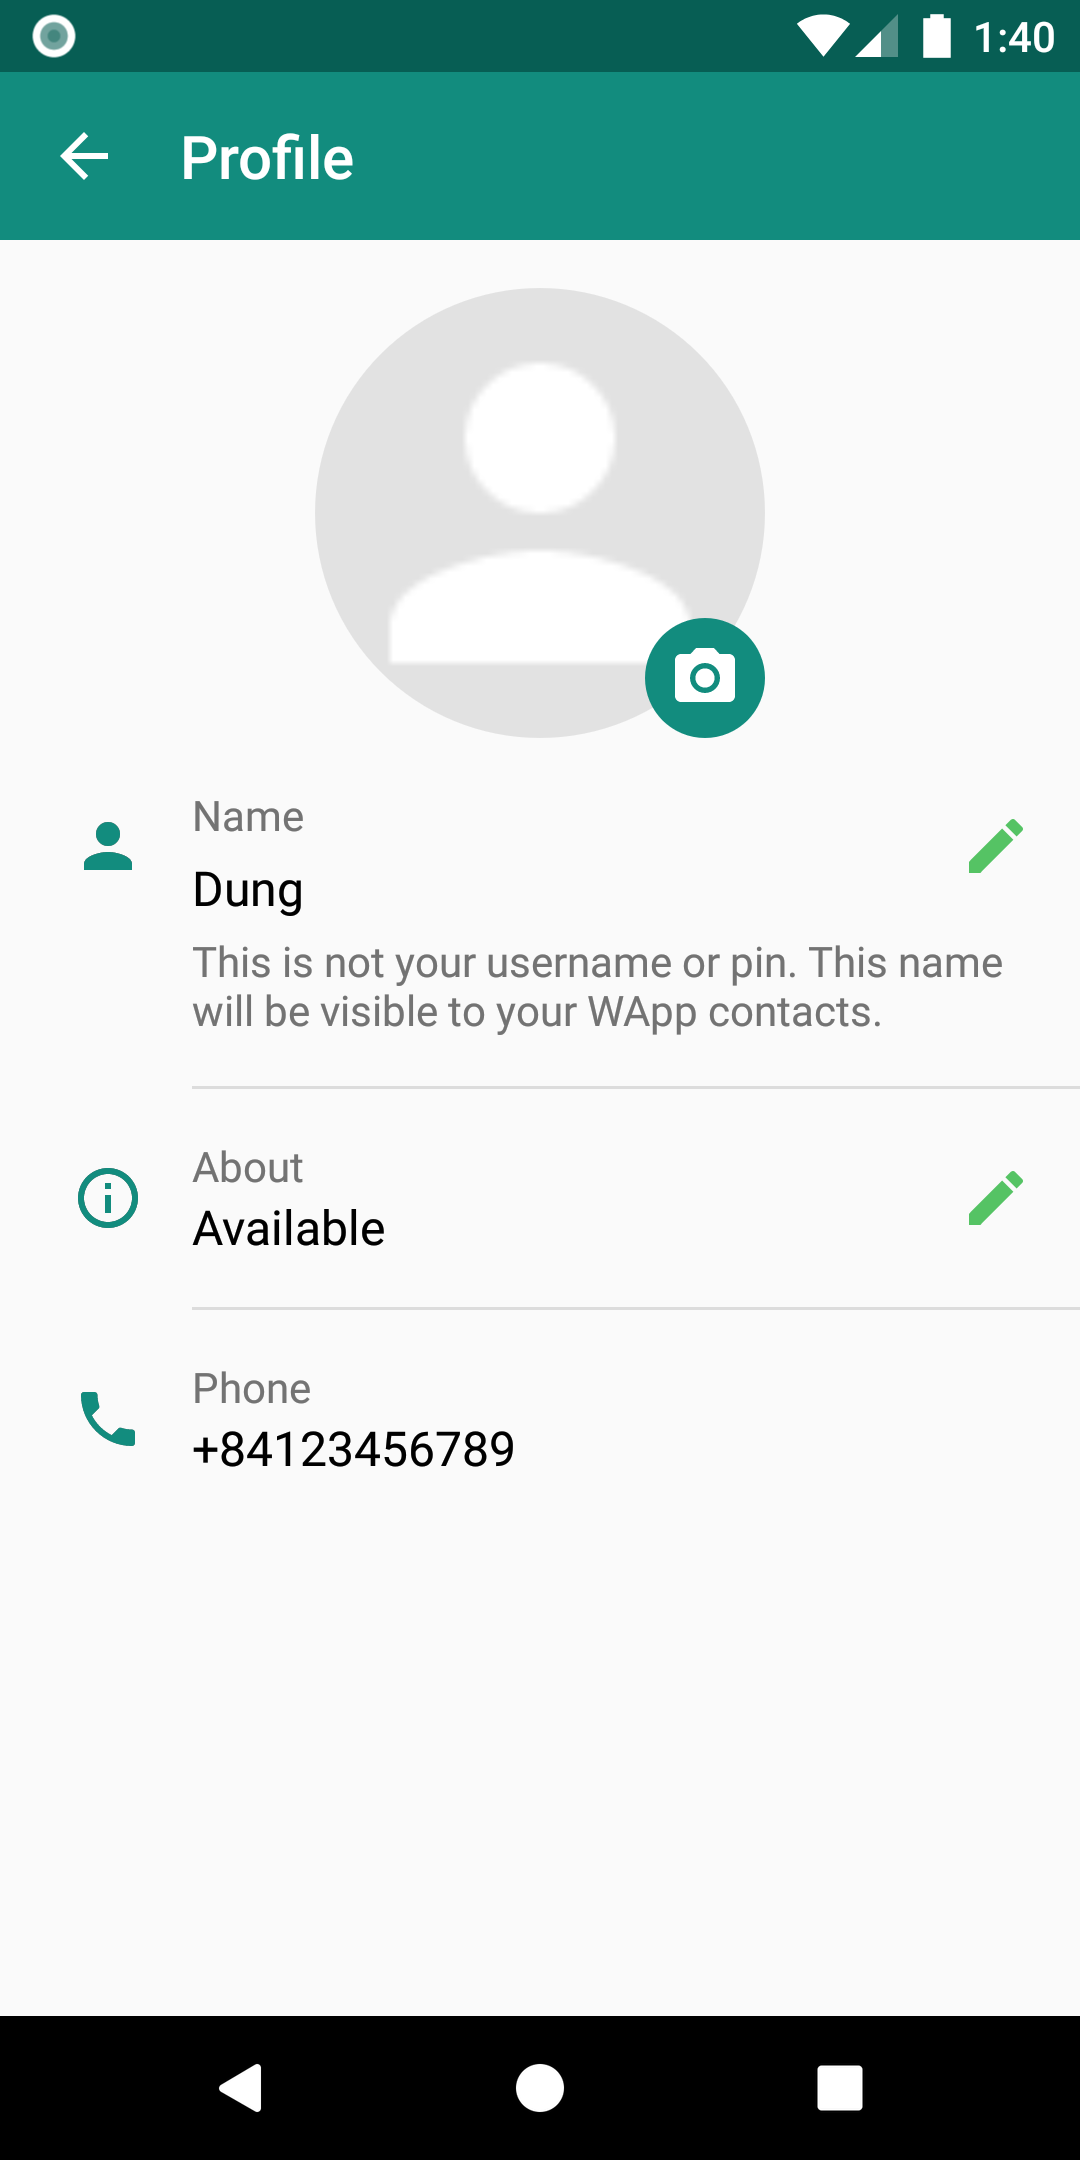 1:40
Profile
Name
Dung
This is not your username or pin. This name
will be visible to your WApp contacts.
About
Available
Phone
+84123456789